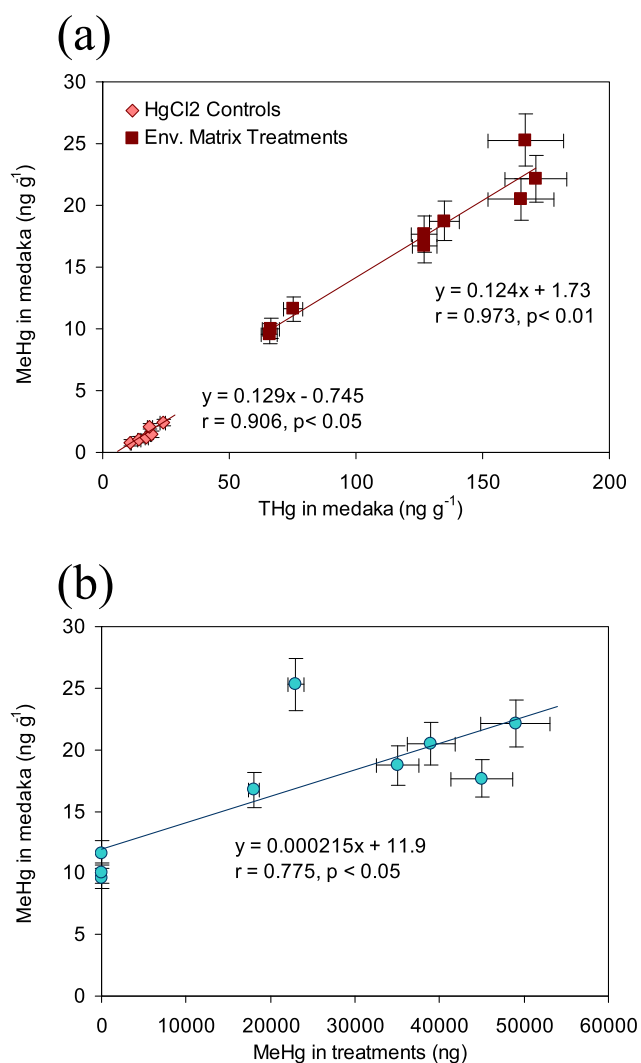 (a)
30
25
20
15
10
5
0
MeHg in medaka (ng g⁻¹)
HgCl2 Controls
Env. Matrix Treatments
y = 0.124x + 1.73
r = 0.973, p< 0.01
y = 0.129x - 0.745
r = 0.906, p< 0.05
0 50 100 150 200
THg in medaka (ng g⁻¹)
(b)
30
25
20
15
10
5
0
MeHg in medaka (ng g⁻¹)
y = 0.000215x + 11.9
r = 0.775, p < 0.05
0 10000 20000 30000 40000 50000 60000
MeHg in treatments (ng)